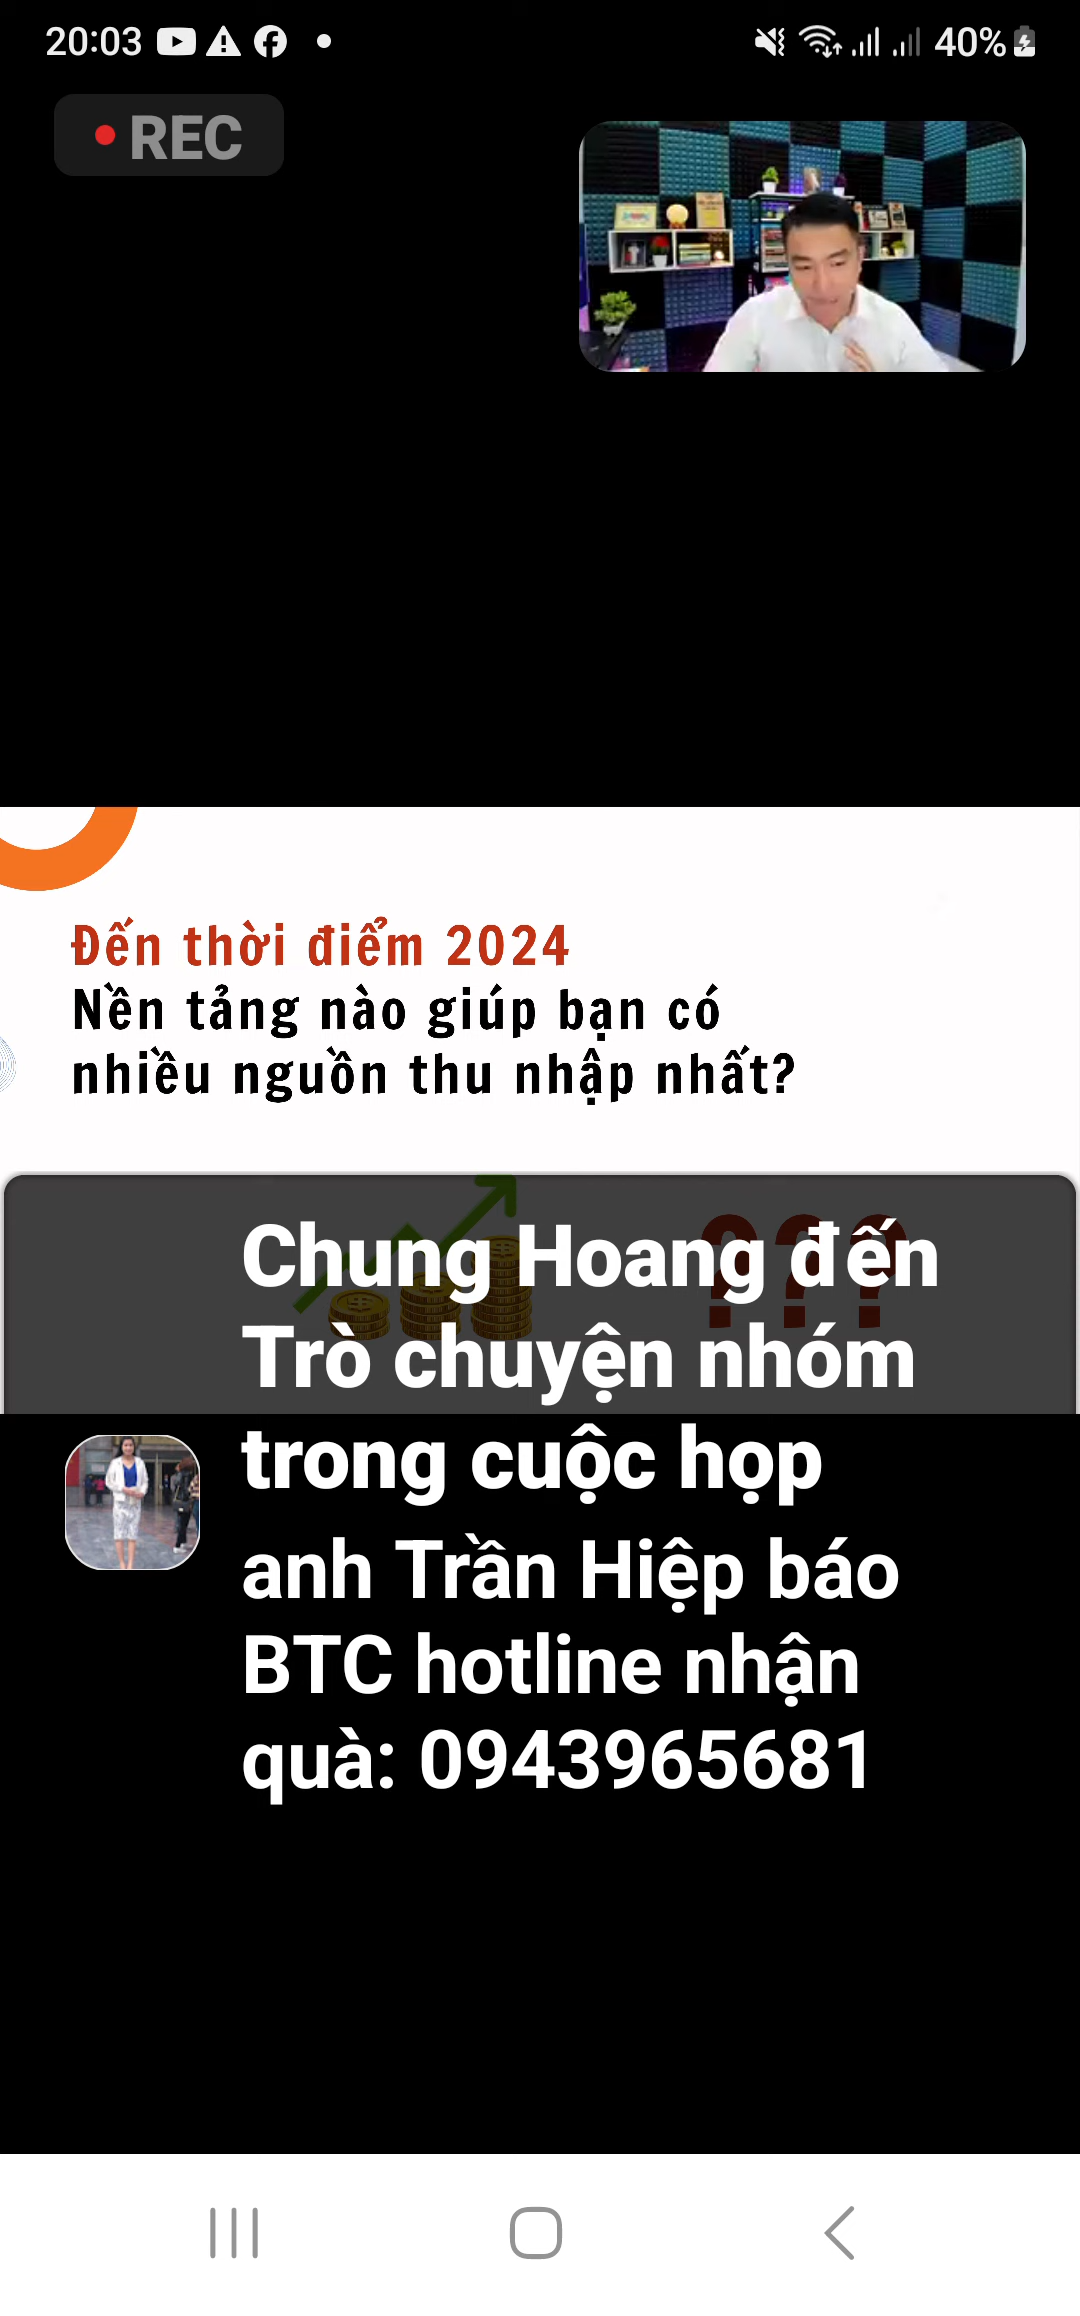 20:03
40%
REC
Đến thời điểm 2024
Nền tảng nào giúp bạn có
nhiều nguồn thu nhập nhất?
???
Chung Hoang đến
Trò chuyện nhóm
trong cuộc họp
anh Trần Hiệp báo
BTC hotline nhận
quà: 0943965681